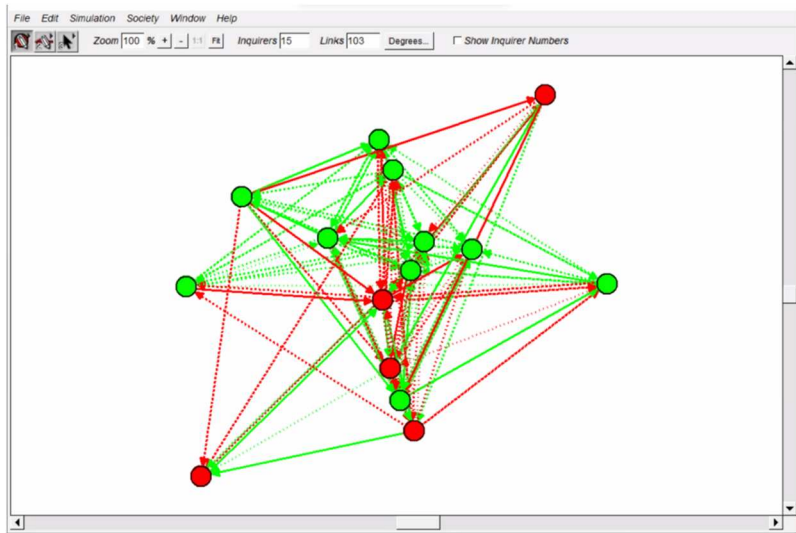 File Edit Simulation Society Window Help
Zoom 100 % + - 1:1 Fit Inquirers 15 Links 103 Degrees... Show Inquirer Numbers